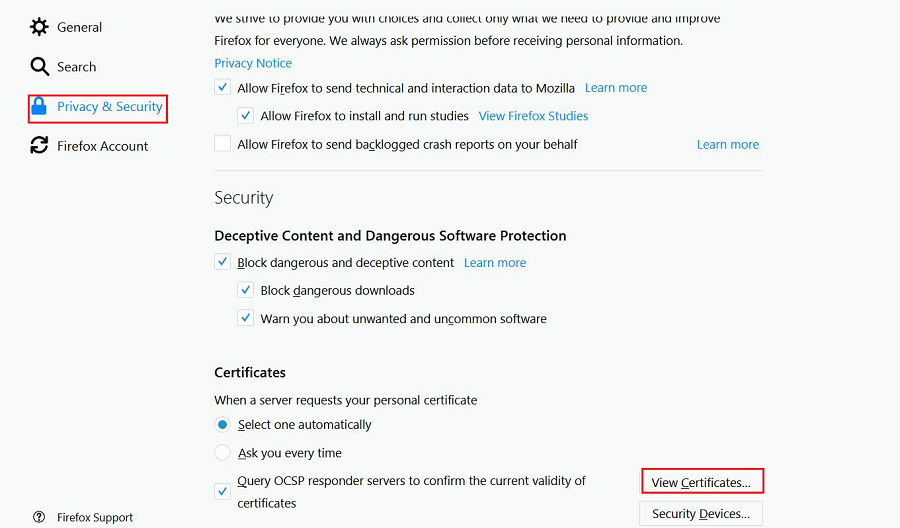 General
Search
Privacy & Security
Firefox Account
We strive to provide you with choices and collect only what we need to provide and improve
Firefox for everyone. We always ask permission before receiving personal information.
Privacy Notice
Allow Firefox to send technical and interaction data to Mozilla Learn more
Allow Firefox to install and run studies View Firefox Studies
Allow Firefox to send backlogged crash reports on your behalf Learn more
Security
Deceptive Content and Dangerous Software Protection
Block dangerous and deceptive content Learn more
Block dangerous downloads
Warn you about unwanted and uncommon software
Certificates
When a server requests your personal certificate
Select one automatically
Ask you every time
Query OCSP responder servers to confirm the current validity of
certificates
View Certificates...
Security Devices...
Firefox Support